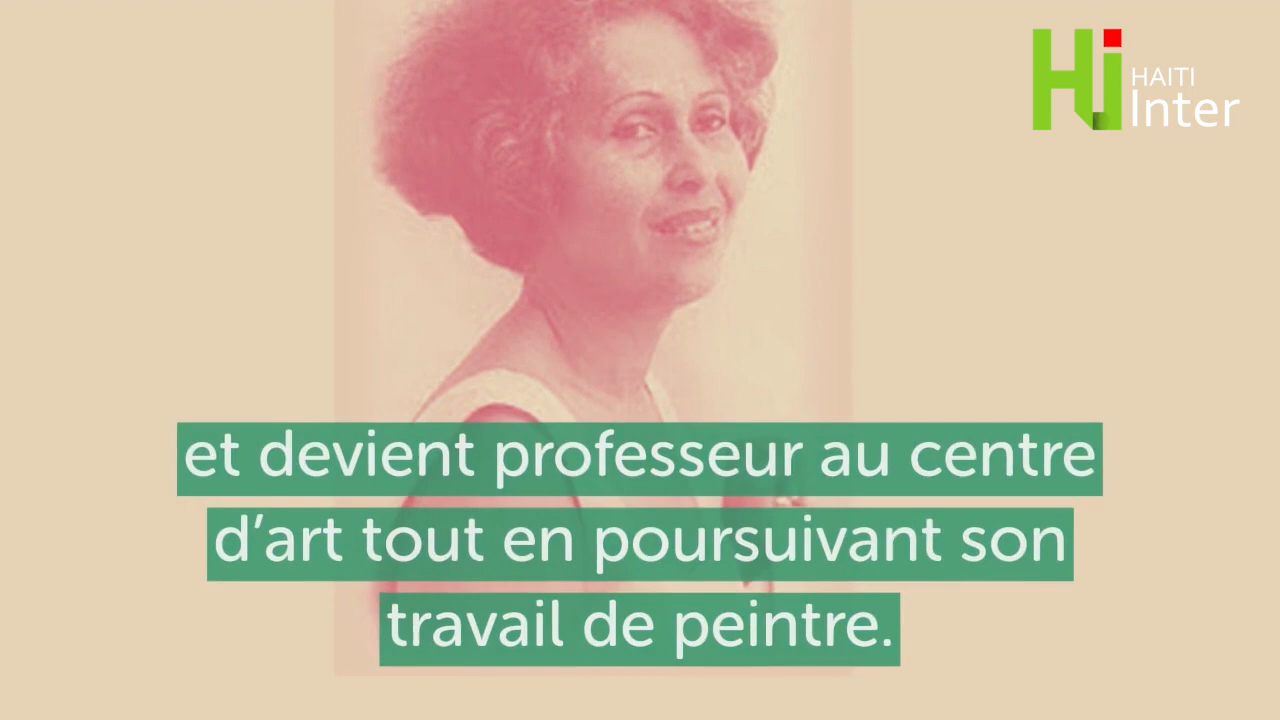 HAITI
Inter
et devient professeur au centre
d’art tout en poursuivant son
travail de peintre.